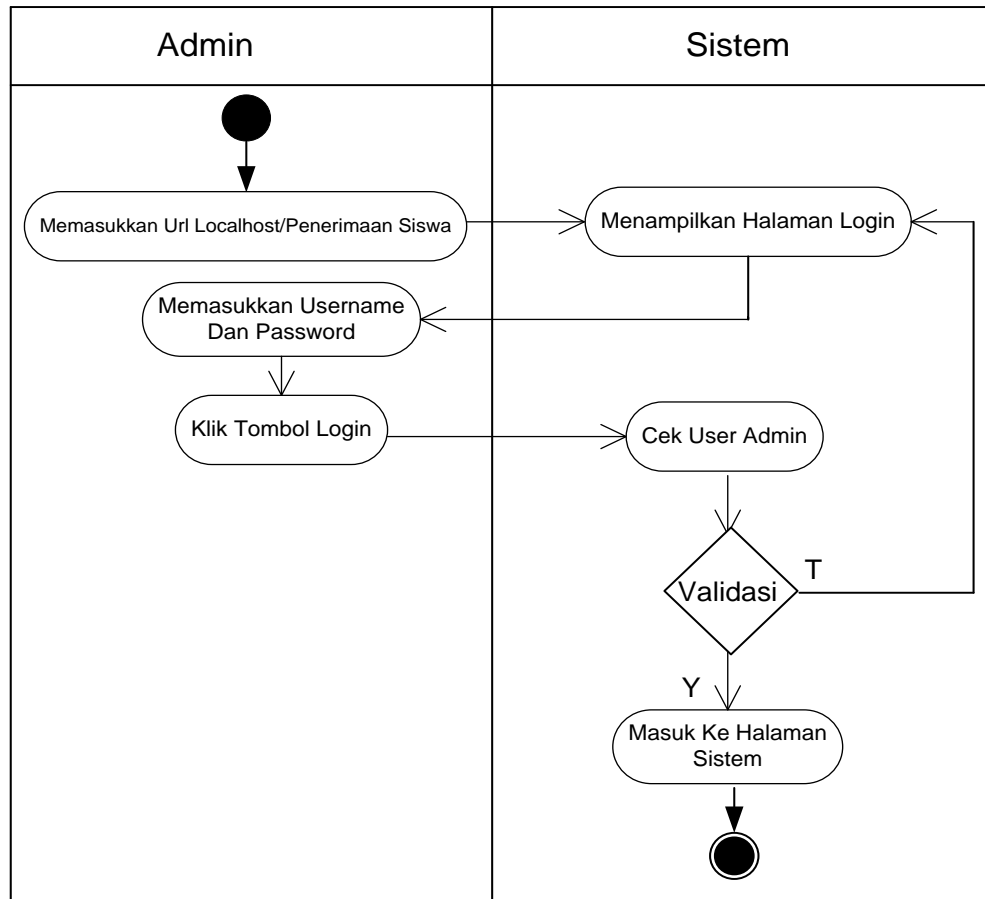 Admin
Sistem
Memasukkan Url Localhost/Penerimaan Siswa
Menampilkan Halaman Login
Memasukkan Username
Dan Password
Klik Tombol Login
Cek User Admin
Validasi
T
Y
Masuk Ke Halaman
Sistem